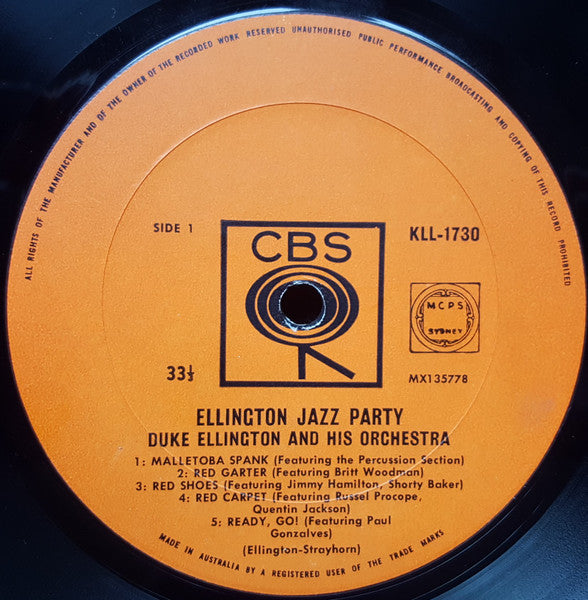 ALL RIGHTS OF THE MANUFACTURER AND OF THE OWNER OF THE RECORDED WORK RESERVED UNAUTHORISED PUBLIC PERFORMANCE BROADCASTING AND COPYING OF THIS RECORD PROHIBITED
SIDE 1
CBS
KLL-1730
MCPS
SYDNEY
33⅓
MX135778
ELLINGTON JAZZ PARTY
DUKE ELLINGTON AND HIS ORCHESTRA
1: MALLETOBA SPANK (Featuring the Percussion Section)
2: RED GARTER (Featuring Britt Woodman)
3: RED SHOES (Featuring Jimmy Hamilton, Shorty Baker)
4: RED CARPET (Featuring Russel Procope,
Quentin Jackson)
5: READY, GO! (Featuring Paul
Gonzalves)
(Ellington-Strayhorn)
MADE IN AUSTRALIA BY A REGISTERED USER OF THE TRADE MARKS